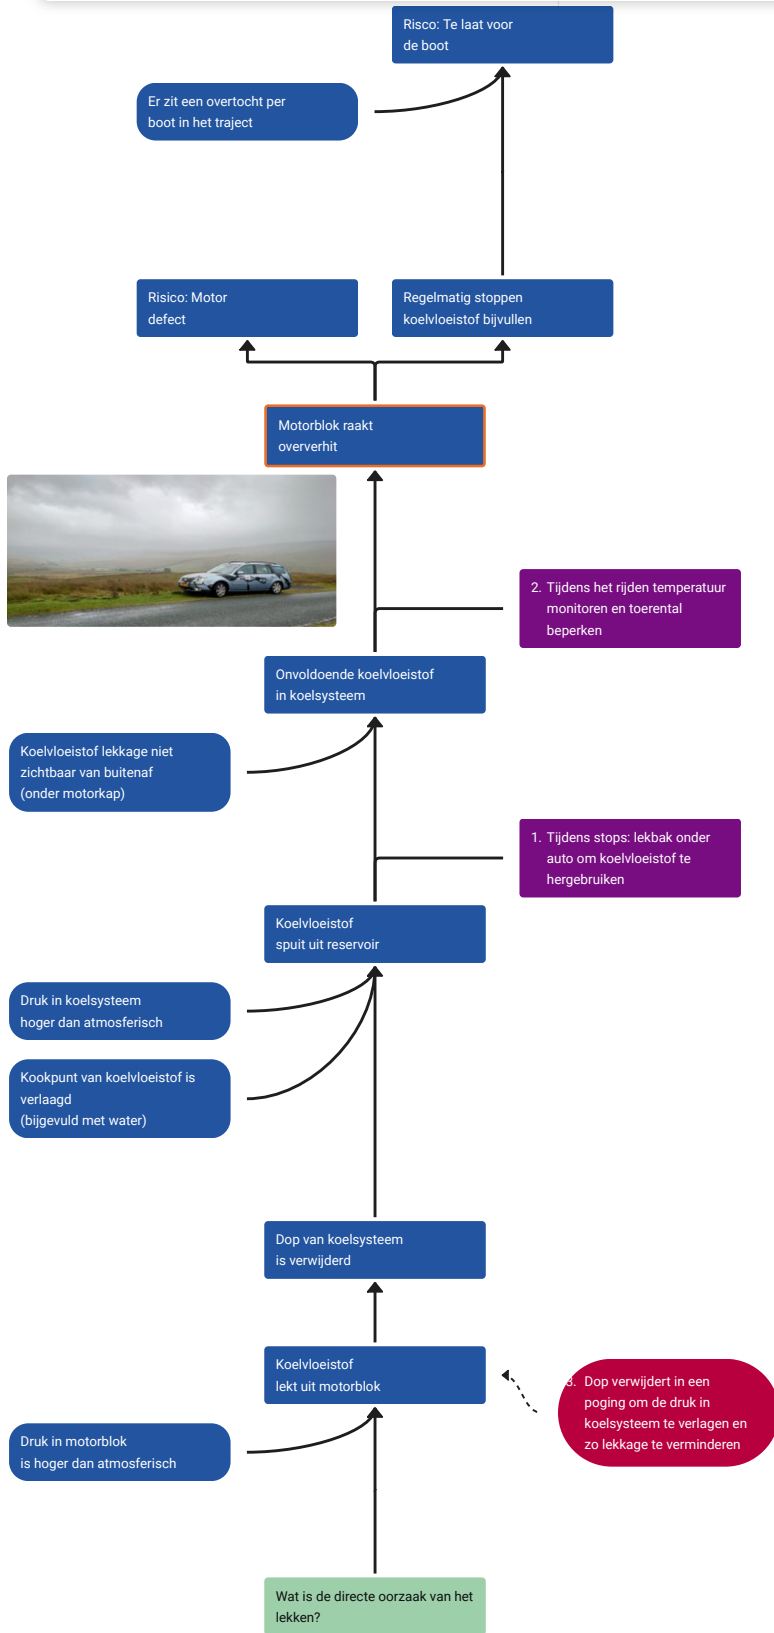 Risco: Te laat voor
de boot
Er zit een overtocht per
boot in het traject
Risico: Motor
defect
Regelmatig stoppen
koelvloeistof bijvullen
Motorblok raakt
oververhit
2. Tijdens het rijden temperatuur
monitoren en toerental
beperken
Onvoldoende koelvloeistof
in koelsysteem
Koelvloeistof lekkage niet
zichtbaar van buitenaf
(onder motorkap)
1. Tijdens stops: lekbak onder
auto om koelvloeistof te
hergebruiken
Koelvloeistof
spuit uit reservoir
Druk in koelsysteem
hoger dan atmosferisch
Kookpunt van koelvloeistof is
verlaagd
(bijgevuld met water)
Dop van koelsysteem
is verwijderd
Koelvloeistof
lekt uit motorblok
3. Dop verwijdert in een
poging om de druk in
koelsysteem te verlagen en
zo lekkage te verminderen
Druk in motorblok
is hoger dan atmosferisch
Wat is de directe oorzaak van het
lekken?